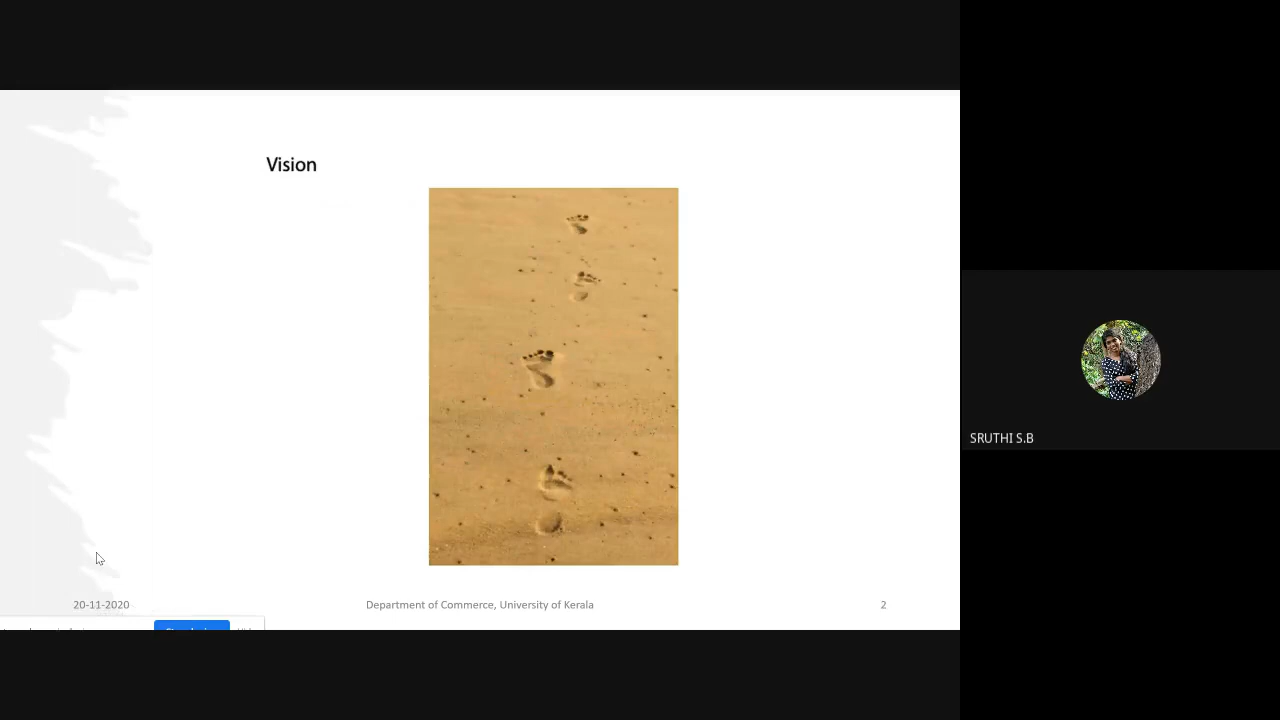 Vision
SRUTHI S.B
20-11-2020
Department of Commerce, University of Kerala
2